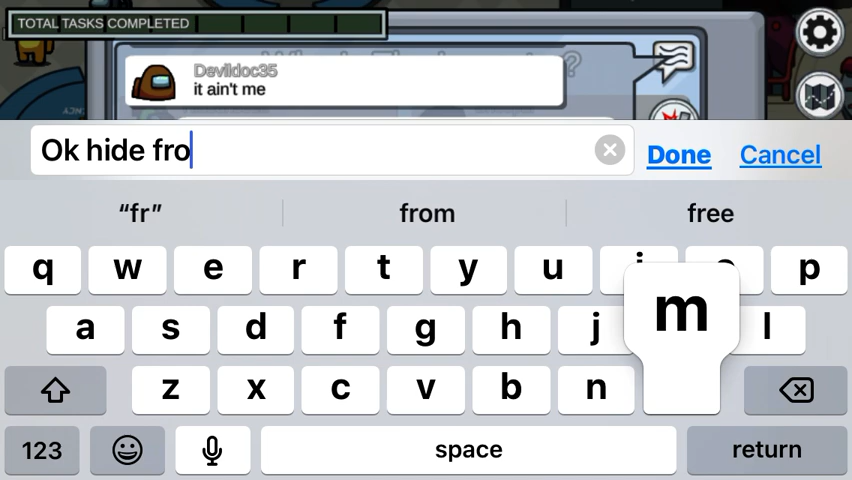 TOTAL TASKS COMPLETED
Devildoc35
it ain't me
Ok hide fro
Done
Cancel
“fr”
from
free
q w e r t y u p
a s d f g h j l
m
z x c v b n
123
space
return